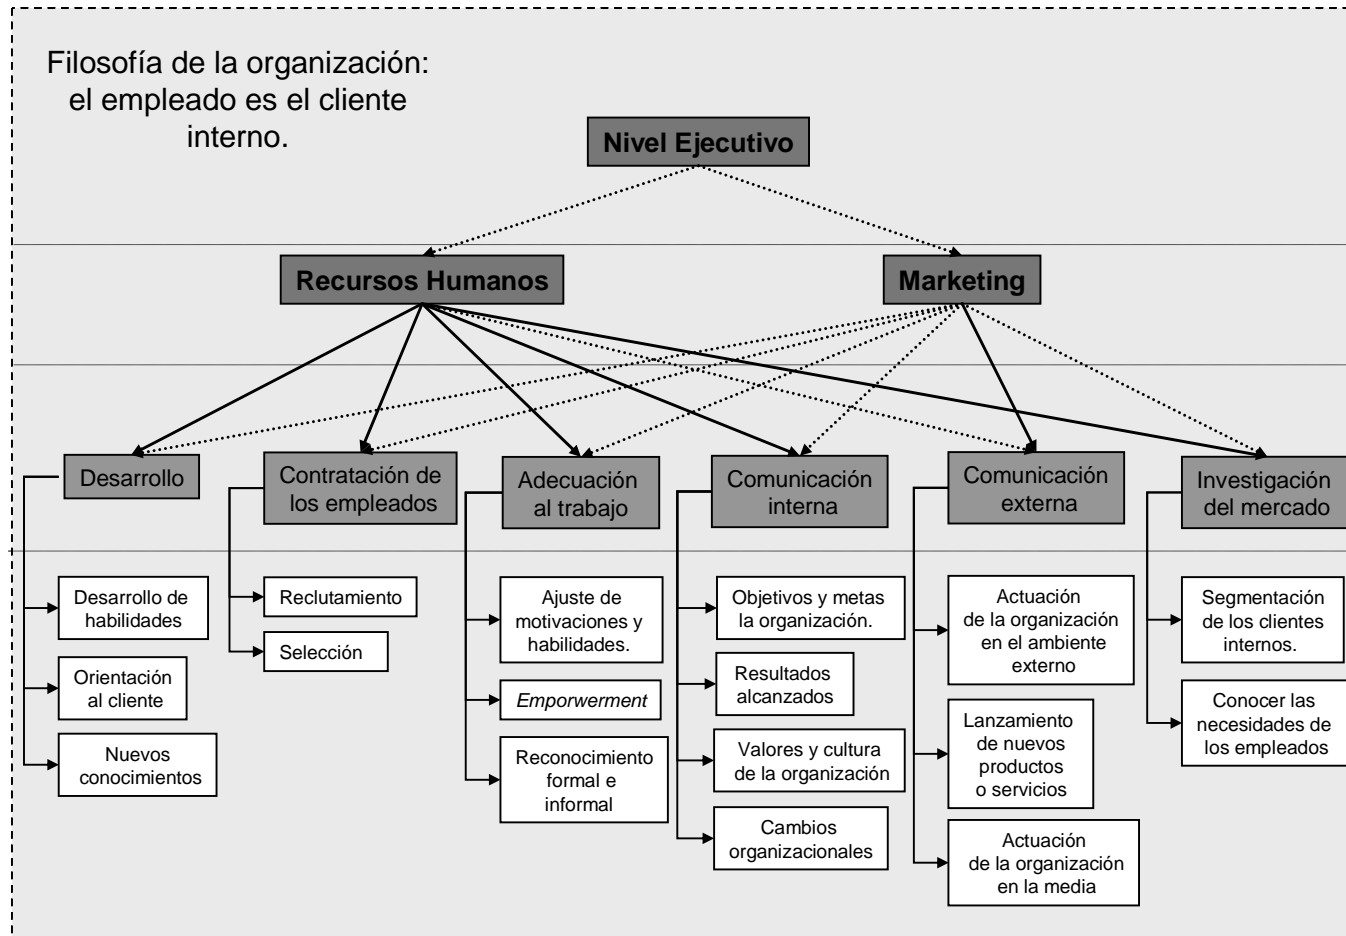 Filosofía de la organización:
el empleado es el cliente
interno.
Nivel Ejecutivo
Recursos Humanos
Marketing
Desarrollo
Contratación de
los empleados
Adecuación
al trabajo
Comunicación
interna
Comunicación
externa
Investigación
del mercado
Desarrollo de
habilidades
Orientación
al cliente
Nuevos
conocimientos
Reclutamiento
Selección
Ajuste de
motivaciones y
habilidades.
Emporwerment
Reconocimiento
formal e
informal
Objetivos y metas
la organización.
Resultados
alcanzados
Valores y cultura
de la organización
Cambios
organizacionales
Actuación
de la organización
en el ambiente
externo
Lanzamiento
de nuevos
productos
o servicios
Actuación
de la organización
en la media
Segmentación
de los clientes
internos.
Conocer las
necesidades de
los empleados